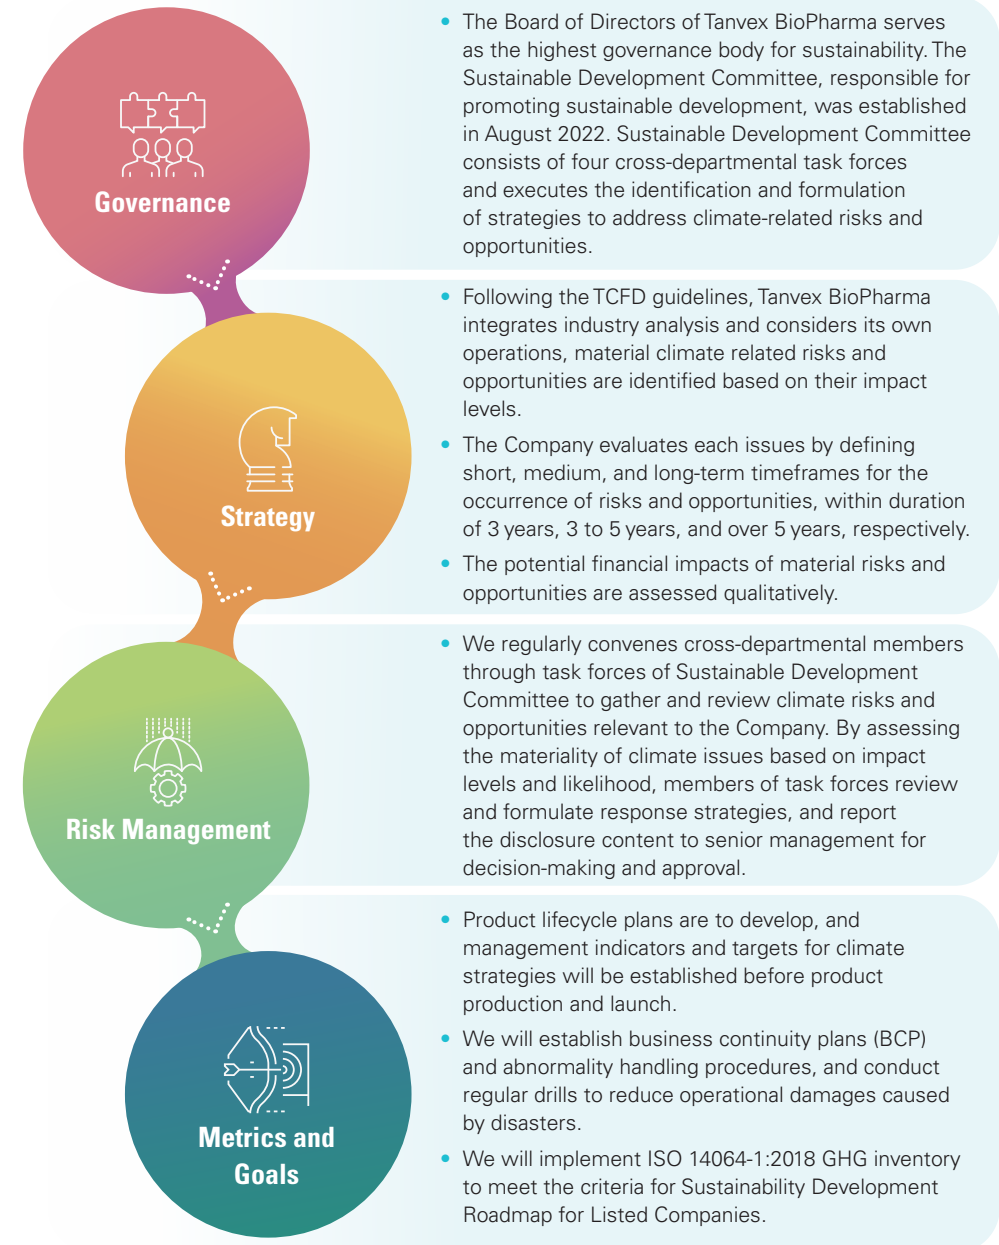 Governance
• The Board of Directors of Tanvex BioPharma serves
as the highest governance body for sustainability. The
Sustainable Development Committee, responsible for
promoting sustainable development, was established
in August 2022. Sustainable Development Committee
consists of four cross-departmental task forces
and executes the identification and formulation
of strategies to address climate-related risks and
opportunities.
Strategy
• Following the TCFD guidelines, Tanvex BioPharma
integrates industry analysis and considers its own
operations, material climate related risks and
opportunities are identified based on their impact
levels.
• The Company evaluates each issues by defining
short, medium, and long-term timeframes for the
occurrence of risks and opportunities, within duration
of 3 years, 3 to 5 years, and over 5 years, respectively.
• The potential financial impacts of material risks and
opportunities are assessed qualitatively.
Risk Management
• We regularly convenes cross-departmental members
through task forces of Sustainable Development
Committee to gather and review climate risks and
opportunities relevant to the Company. By assessing
the materiality of climate issues based on impact
levels and likelihood, members of task forces review
and formulate response strategies, and report
the disclosure content to senior management for
decision-making and approval.
Metrics and
Goals
• Product lifecycle plans are to develop, and
management indicators and targets for climate
strategies will be established before product
production and launch.
• We will establish business continuity plans (BCP)
and abnormality handling procedures, and conduct
regular drills to reduce operational damages caused
by disasters.
• We will implement ISO 14064-1:2018 GHG inventory
to meet the criteria for Sustainability Development
Roadmap for Listed Companies.